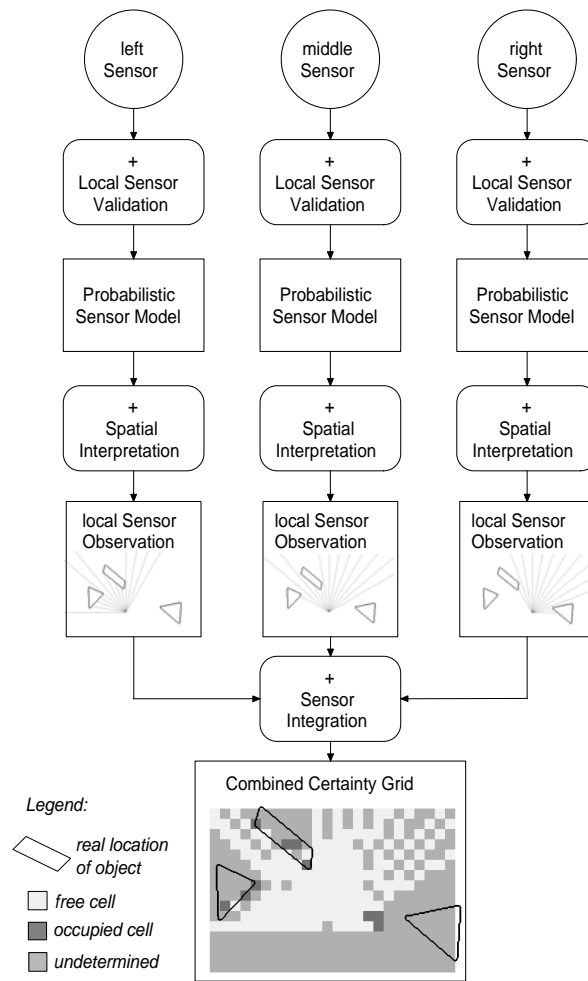 left
Sensor
middle
Sensor
right
Sensor
+
Local Sensor
Validation
+
Local Sensor
Validation
+
Local Sensor
Validation
Probabilistic
Sensor Model
Probabilistic
Sensor Model
Probabilistic
Sensor Model
+
Spatial
Interpretation
+
Spatial
Interpretation
+
Spatial
Interpretation
local Sensor
Observation
local Sensor
Observation
local Sensor
Observation
+
Sensor
Integration
Combined Certainty Grid
Legend:
real location
of object
free cell
occupied cell
undetermined